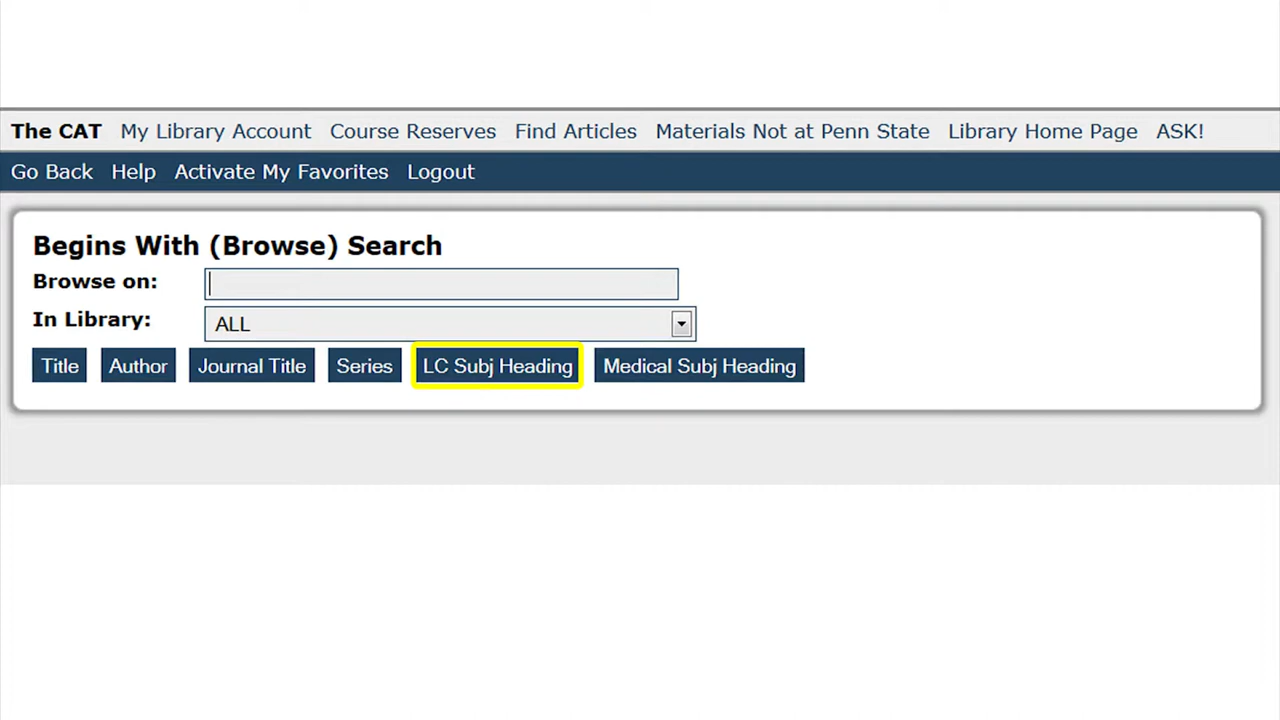 The CAT My Library Account Course Reserves Find Articles Materials Not at Penn State Library Home Page ASK!
Go Back Help Activate My Favorites Logout
Begins With (Browse) Search
Browse on:
In Library: ALL
Title Author Journal Title Series LC Subj Heading Medical Subj Heading